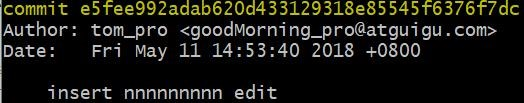 commit e5fee992adab620d433129318e85545f6376f7dc
Author: tom_pro <goodMorning_pro@atguigu.com>
Date:   Fri May 11 14:53:40 2018 +0800
    insert nnnnnnnnn edit